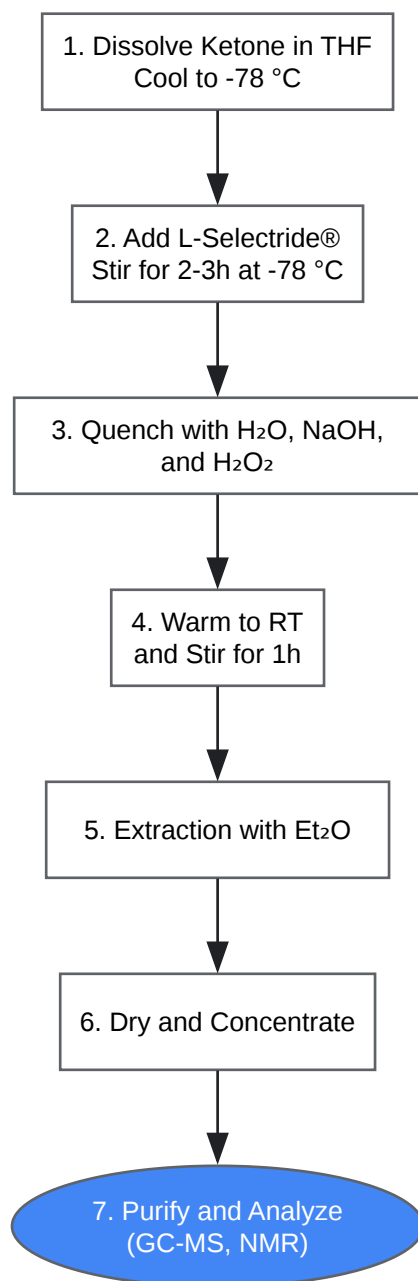 1. Dissolve Ketone in THF
Cool to -78 °C
2. Add L-Selectride®
Stir for 2-3h at -78 °C
3. Quench with H₂O, NaOH,
and H₂O₂
4. Warm to RT
and Stir for 1h
5. Extraction with Et₂O
6. Dry and Concentrate
7. Purify and Analyze
(GC-MS, NMR)